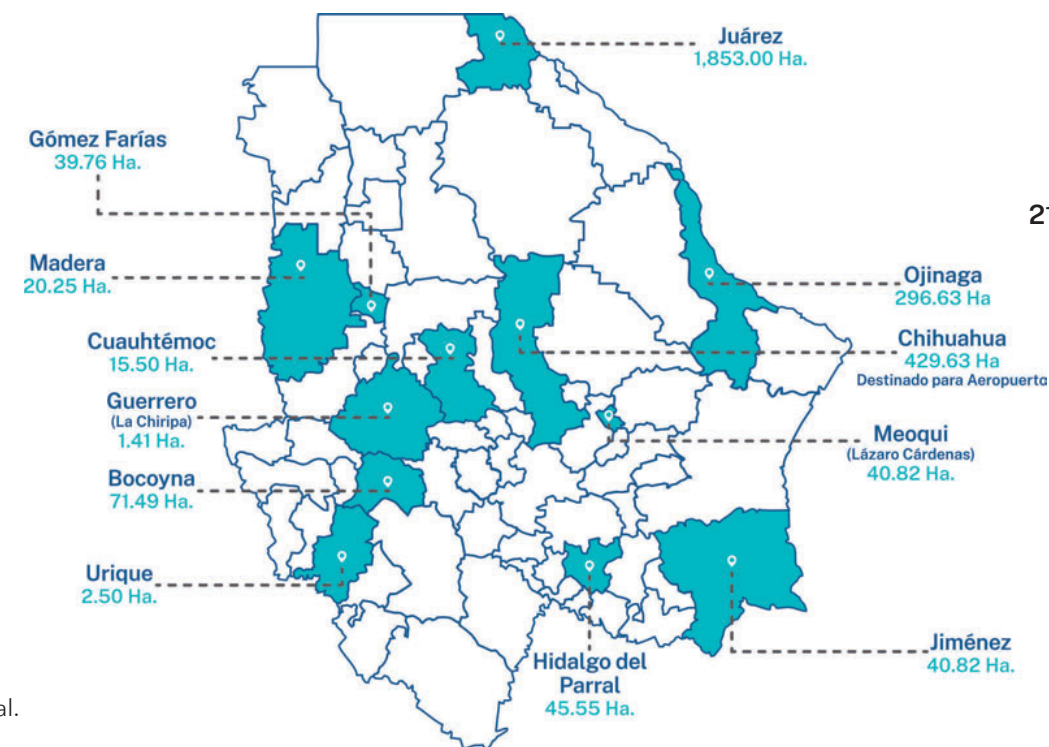 Juárez
1,853.00 Ha.
Gómez Farías
39.76 Ha.
Madera
20.25 Ha.
Cuauhtémoc
15.50 Ha.
Guerrero
(La Chiripa)
1.41 Ha.
Bocoyna
71.49 Ha.
Urique
2.50 Ha.
Ojinaga
296.63 Ha
Chihuahua
429.63 Ha
Destinado para Aeropuerto
Meoqui
(Lázaro Cárdenas)
40.82 Ha.
Jiménez
40.82 Ha.
Hidalgo del
Parral
45.55 Ha.
al.